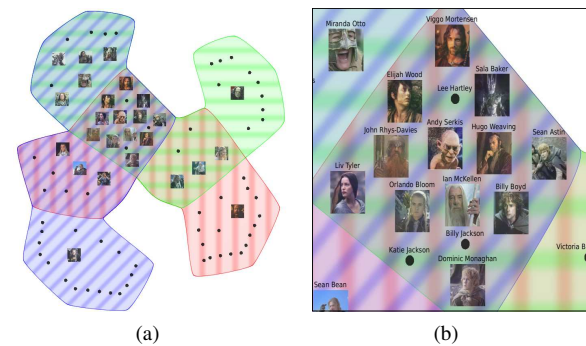 Miranda Otto
Viggo Mortensen
Elijah Wood
Sala Baker
Lee Hartley
John Rhys-Davies
Andy Serkis
Hugo Weaving
Sean Astin
Liv Tyler
Orlando Bloom
Ian McKellen
Billy Boyd
Billy Jackson
Katie Jackson
Victoria B
Dominic Monaghan
Sean Bean
(a)
(b)